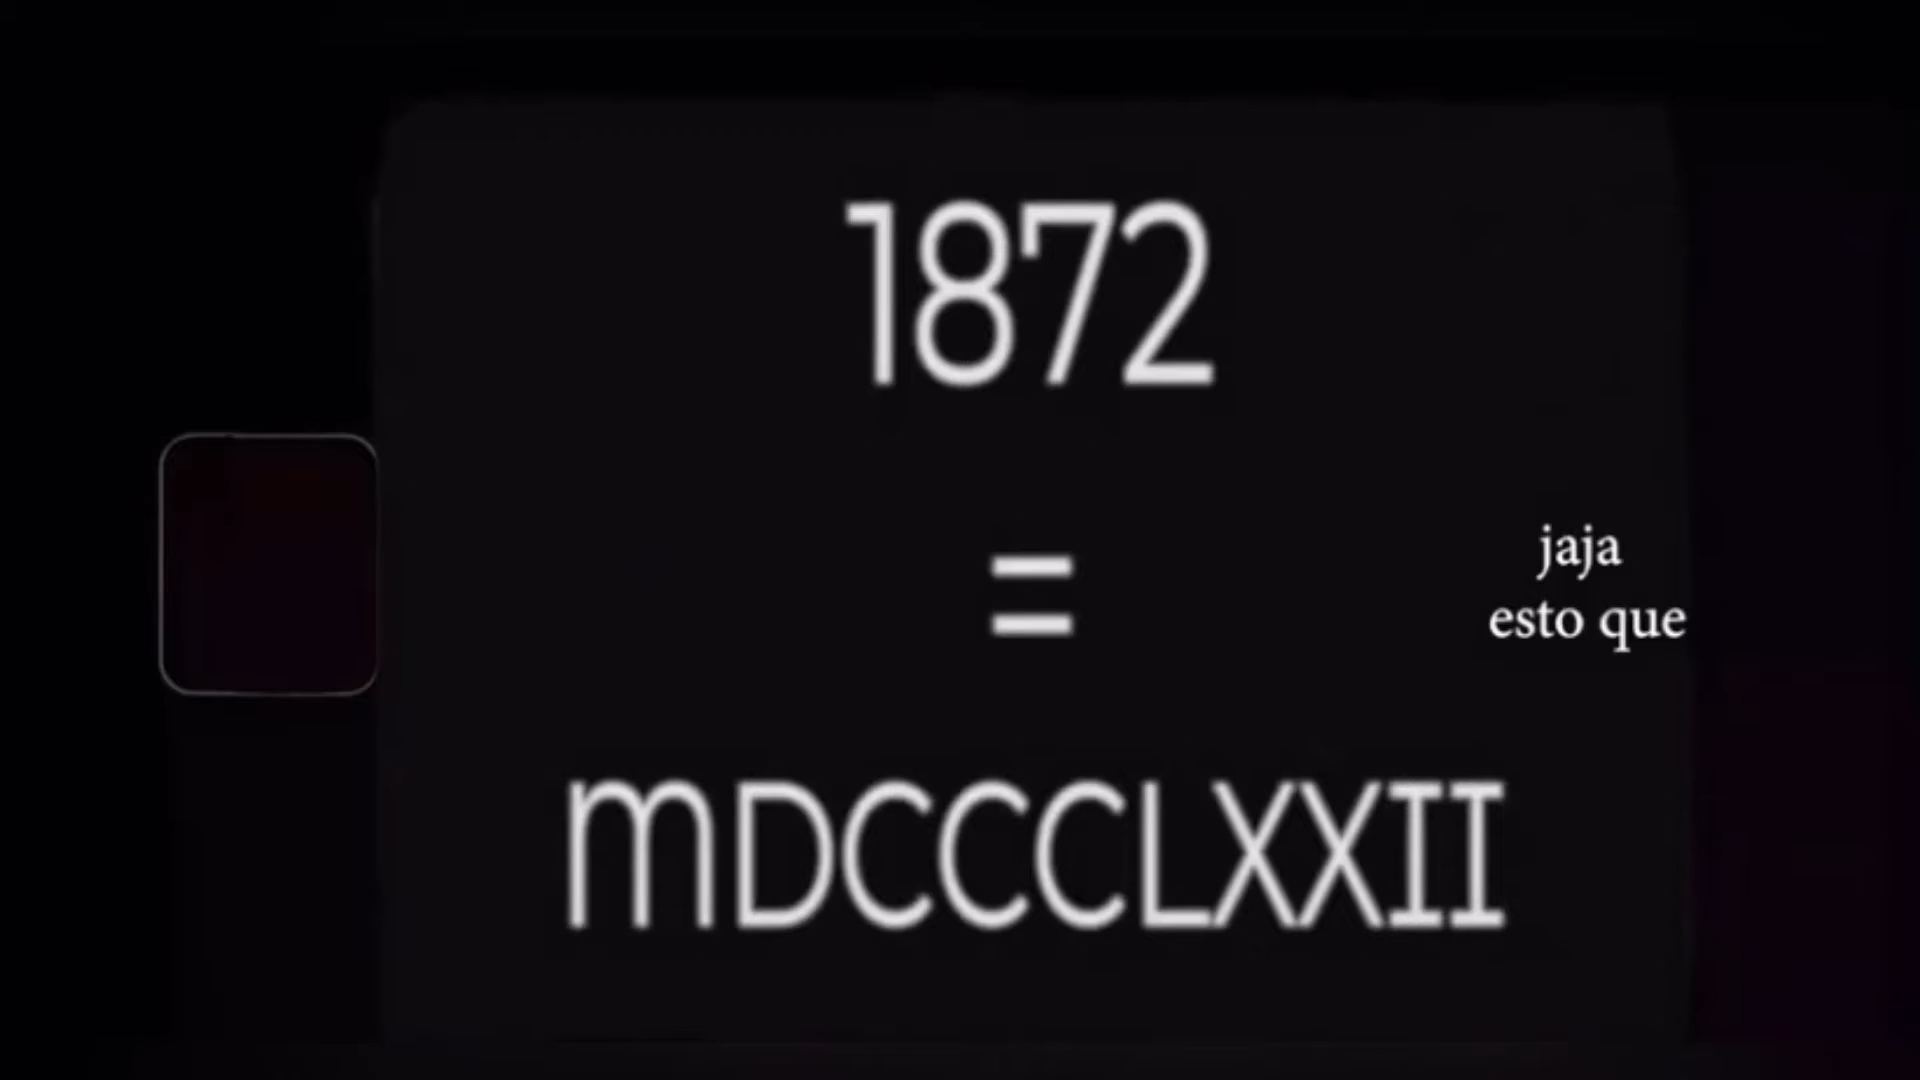 1872
=
jaja
esto que
mDCCCLXXII